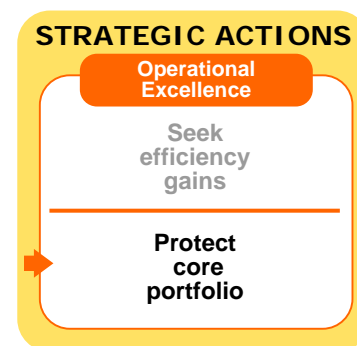 STRATEGIC ACTIONS
Operational
Excellence
Seek
efficiency
gains
Protect
core
portfolio